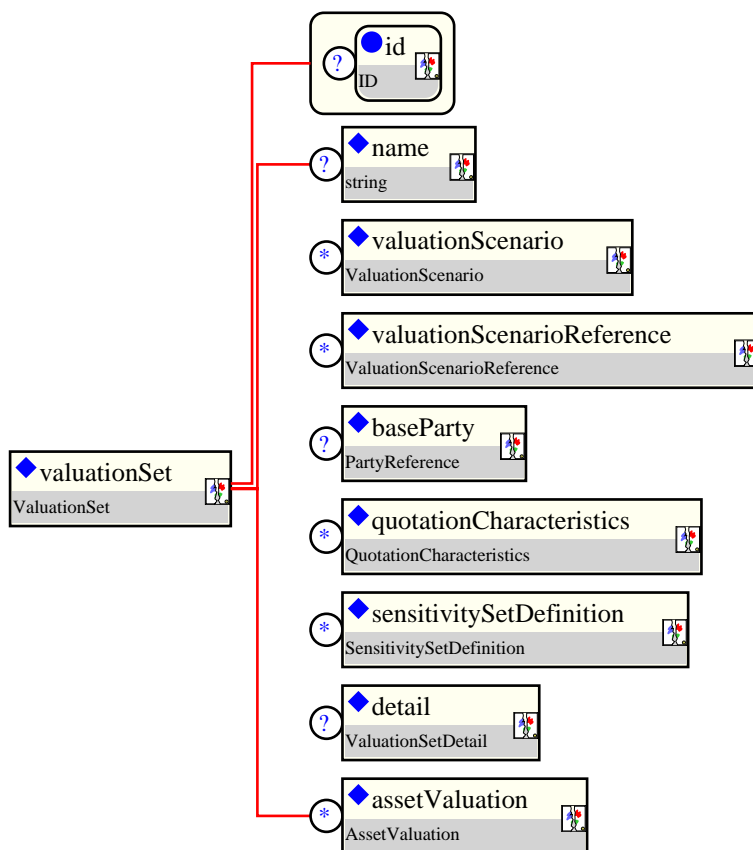 id
?
ID
name
?
string
valuationScenario
*
ValuationScenario
valuationScenarioReference
*
ValuationScenarioReference
baseParty
?
PartyReference
valuationSet
ValuationSet
quotationCharacteristics
*
QuotationCharacteristics
sensitivitySetDefinition
*
SensitivitySetDefinition
detail
?
ValuationSetDetail
assetValuation
*
AssetValuation